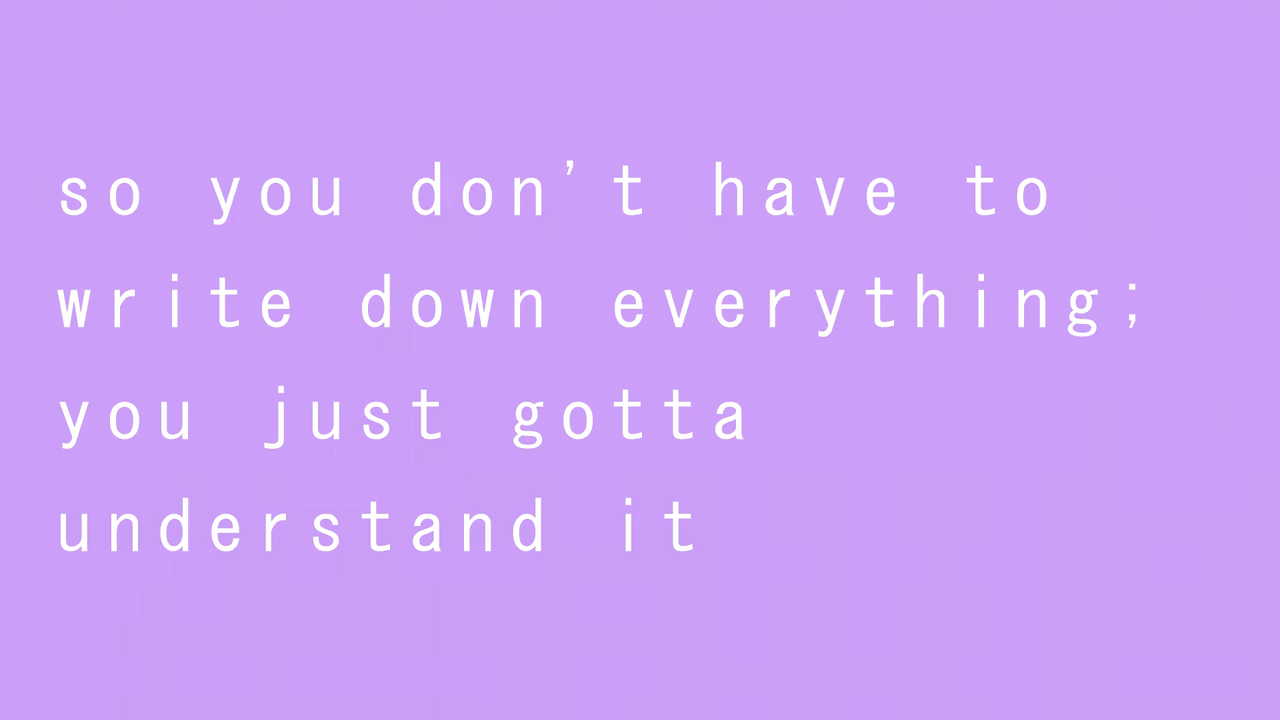 so you don't have to
write down everything;
you just gotta
understand it